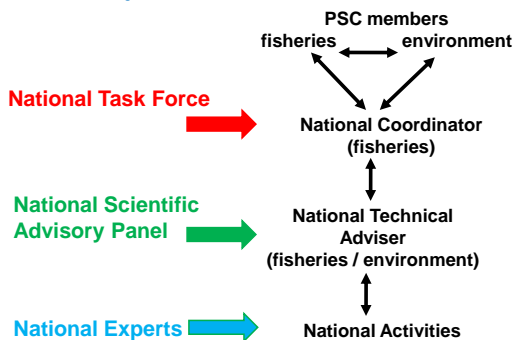 PSC members
fisheries environment
National Task Force
National Coordinator
(fisheries)
National Scientific
Advisory Panel
National Technical
Adviser
(fisheries / environment)
National Experts
National Activities